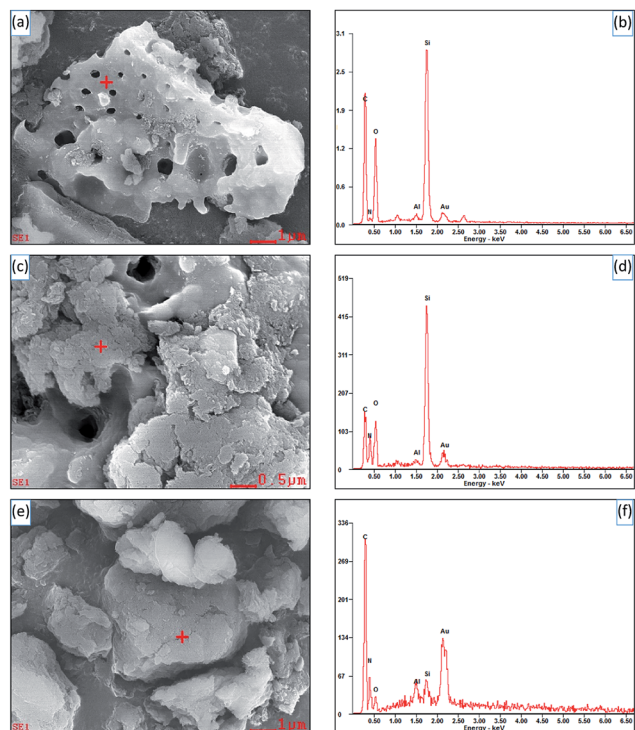 (a)
SE1
1µm
(b)
3.1
2.5
1.9
1.2
0.6
0.0
C
O
N
Al
Si
Au
0.50 1.00 1.50 2.00 2.50 3.00 3.50 4.00 4.50 5.00 5.50 6.00 6.50
Energy - keV
(c)
SE1
0.5µm
(d)
519
415
311
207
103
0
C
N
O
Al
Si
Au
0.50 1.00 1.50 2.00 2.50 3.00 3.50 4.00 4.50 5.00 5.50 6.00 6.50
Energy - keV
(e)
SE1
1µm
(f)
336
269
201
134
67
0
C
N
O
Al
Si
Au
0.50 1.00 1.50 2.00 2.50 3.00 3.50 4.00 4.50 5.00 5.50 6.00 6.50
Energy - keV